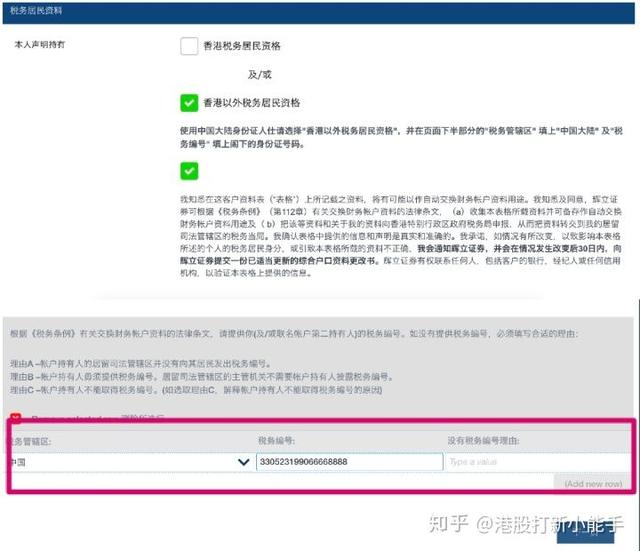 税务居民资料
本人声明持有
香港税务居民资格
及/或
香港以外税务居民资格
使用中国大陆身份证人仕请选择"香港以外税务居民资格",并在页面下半部分的"税务管辖区" 填上"中国大陆" 及"税
务编号" 填上阁下的身份证号码。
我知悉在这客户资料表(“表格”)上所记载之资料,将有可能以作自动交换财务帐户资料用途。我知悉及同意,辉立证
券可根据《税务条例》(第112章)有关交换财务帐户资料的法律条文,(a)收集本表格所载资料并可备存作自动交换
财务帐户资料用途及(b)把该等资料和关于我的资料向香港特别行政区政府税务局申报,从而把资料转交到我的居留
司法管辖区的税务当局。我确认表格中提供的信息和声明是真实和准确的。我承诺,如情况有所改变,以致影响本表格
所述的个人的税务居民身分,或引致本表格所载的资料不正确,我会通知辉立证券,并会在情况发生改变后30日内,向
辉立证券提交一份已适当更新的综合户口资料更改书。辉立证券有权联系任何人,包括客户的银行,经纪人或任何信用
机构,以验证本表格上提供的信息。
根据《税务条例》有关交换财务帐户资料的法律条文,请提供你(及/或联名帐户第二持有人)的税务编号。如没有提供税务编号,必须填写合适的理由:
理由A –帐户持有人的居留司法管辖区并没有向其居民发出税务编号。
理由B –帐户持有人毋须提供税务编号。居留司法管辖区的主管机关不需要帐户持有人披露税务编号。
理由C –帐户持有人不能取得税务编号。(如选取理由C,解释帐户持有人不能取得税务编号的原因)
税务管辖区: 税务编号: 没有税务编号理由:
中国 330523199066668888 Type a value
(Add new row)
知乎 @港股打新小能手